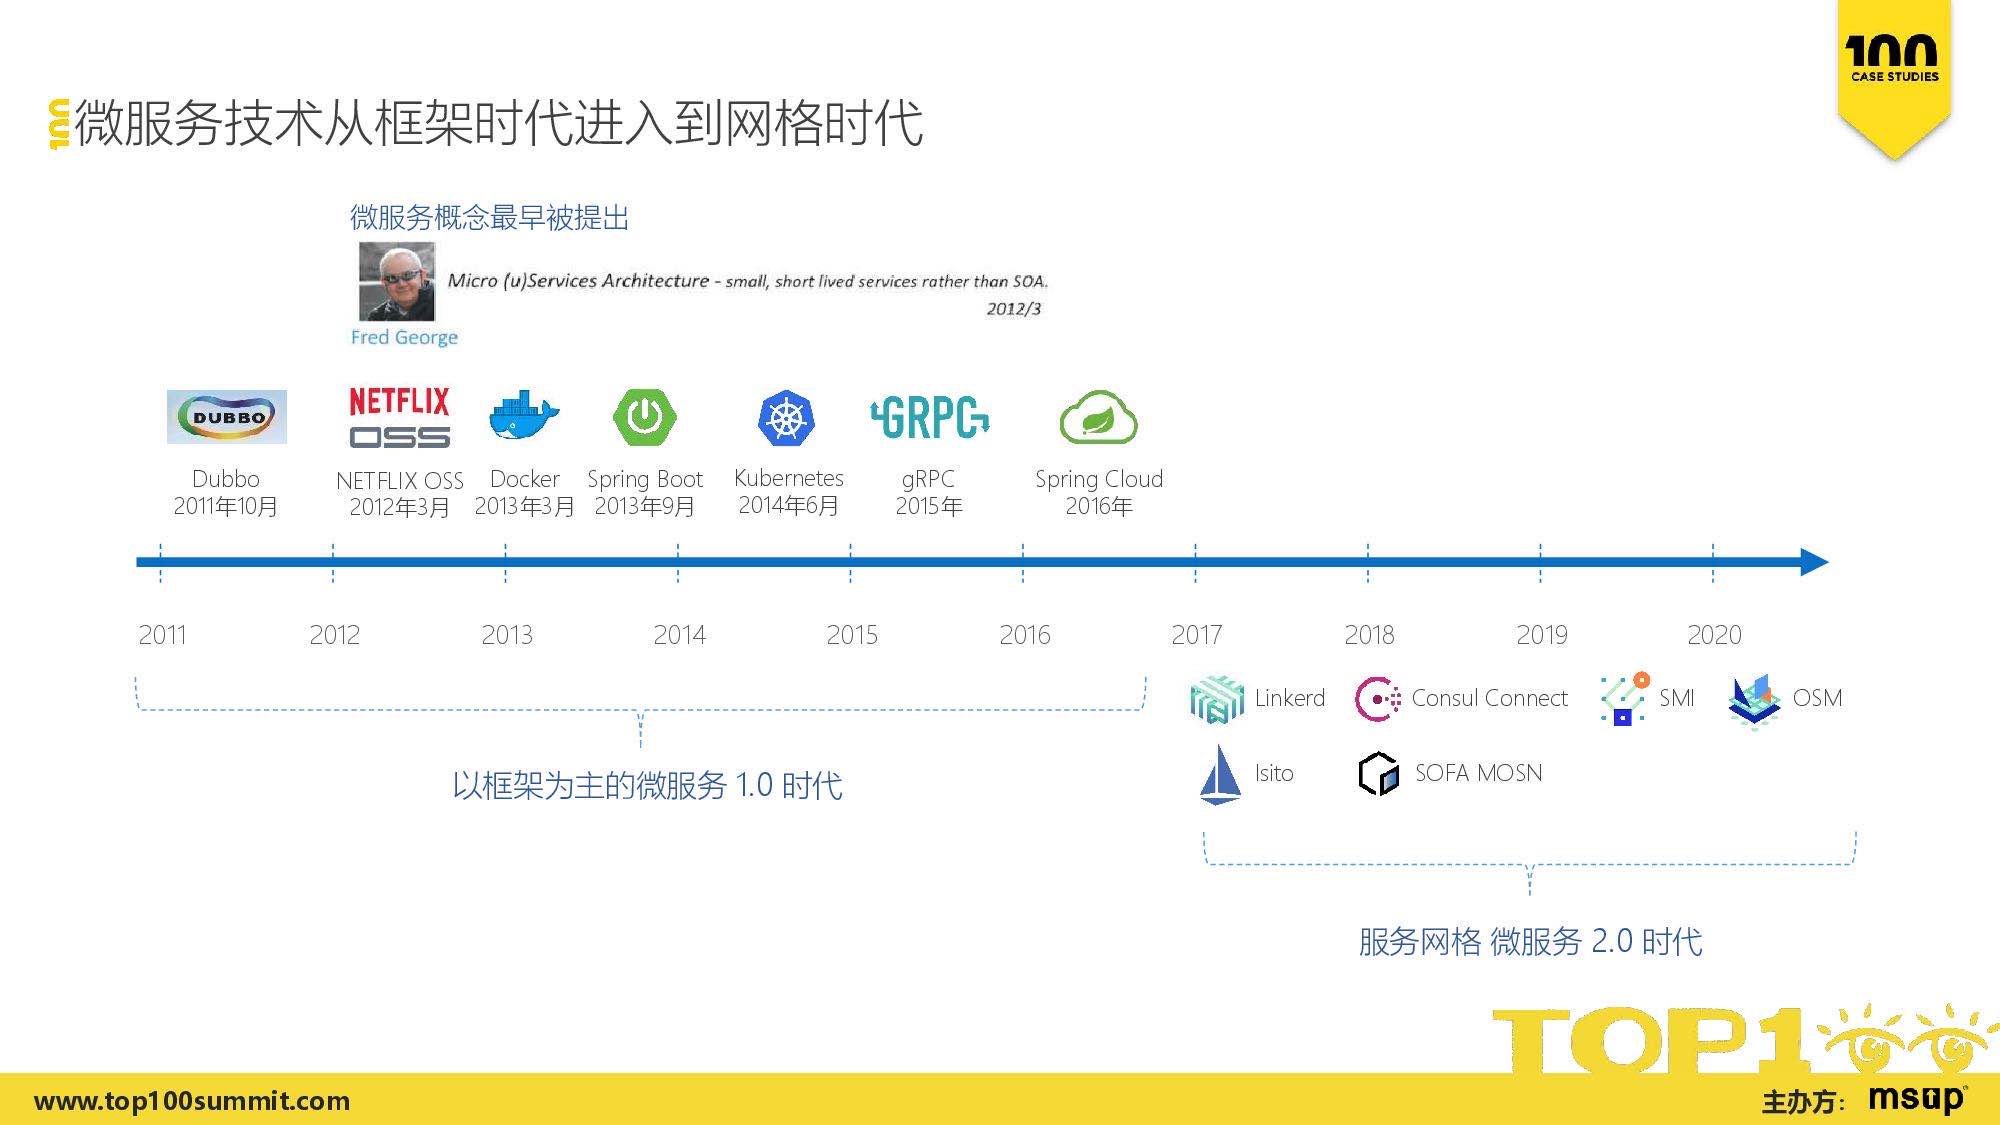 100
CASE STUDIES
100
微服务技术从框架时代进入到网格时代
微服务概念最早被提出
Micro (u)Services Architecture - small, short lived services rather than SOA.
2012/3
Fred George
DUBBO
NETFLIX
OSS
GRPC
Dubbo
2011年10月
NETFLIX OSS
2012年3月
Docker
2013年3月
Spring Boot
2013年9月
Kubernetes
2014年6月
gRPC
2015年
Spring Cloud
2016年
2011 2012 2013 2014 2015 2016 2017 2018 2019 2020
Linkerd
Consul Connect
SMI
OSM
Isito
SOFA MOSN
以框架为主的微服务 1.0 时代
服务网格 微服务 2.0 时代
TOP100
www.top100summit.com
主办方：
msup